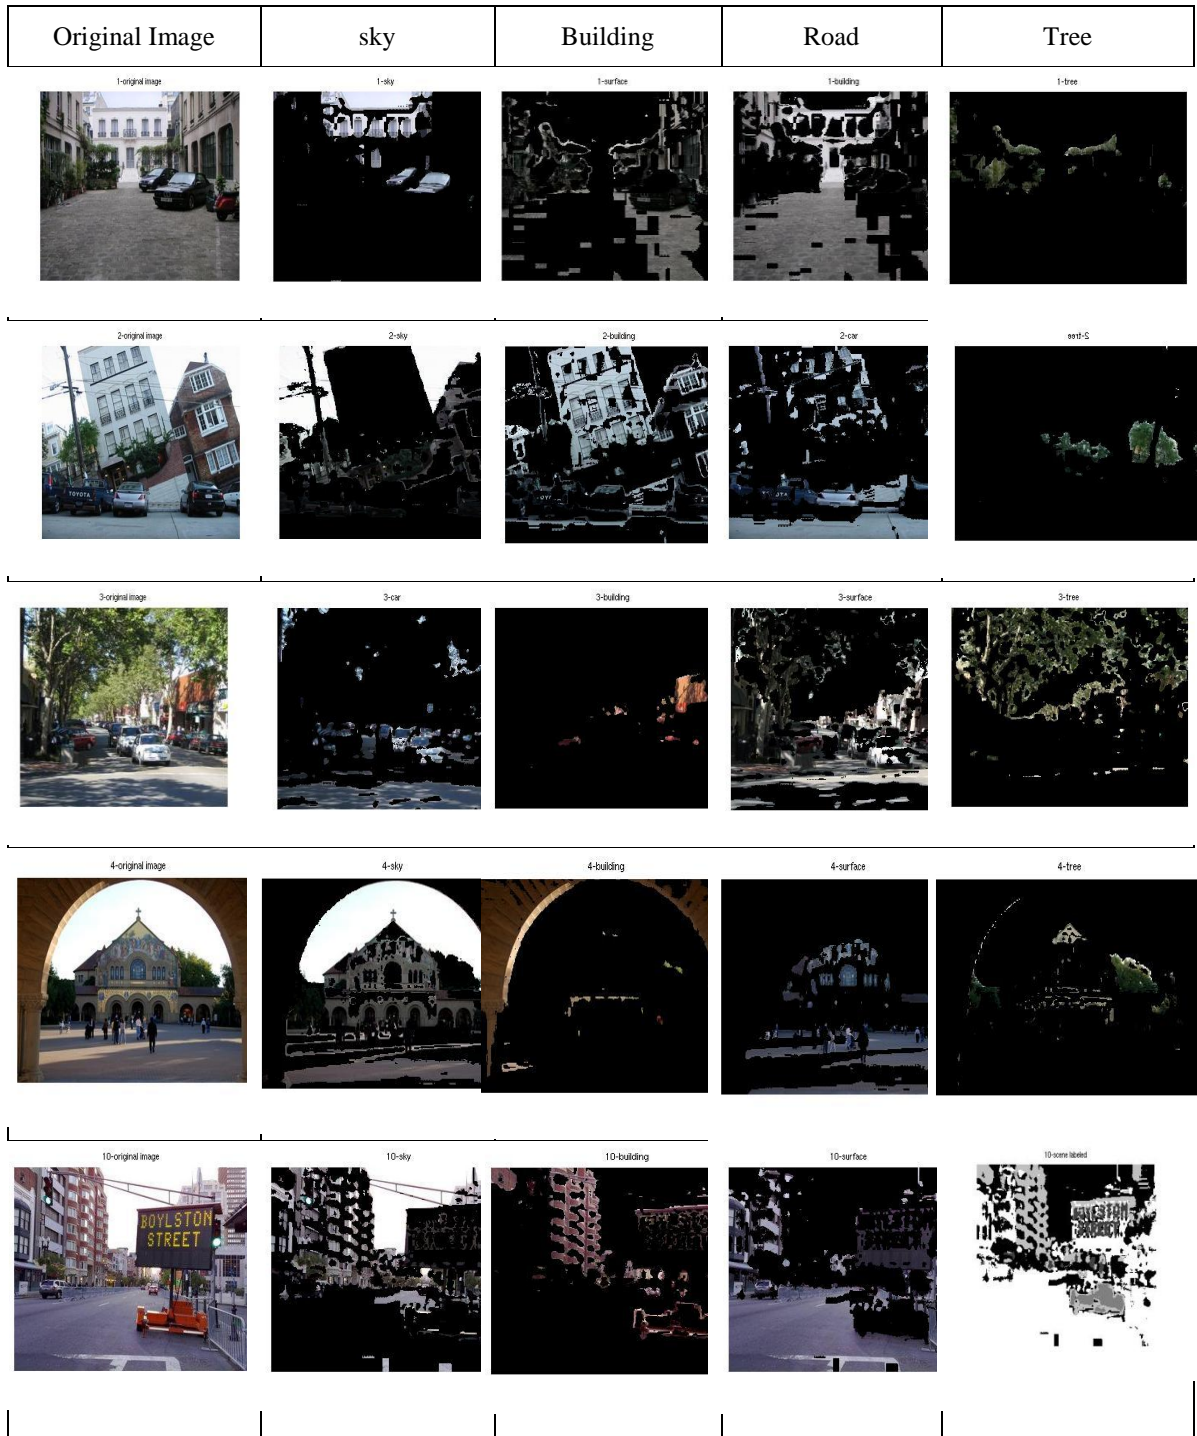 Original Image sky Building Road Tree
1-original image 1-sky 1-surface 1-building 1-tree
2-original image 2-sky 2-building 2-car 2-tree
TOYOTA
3-original image 3-car 3-building 3-surface 3-tree
4-original image 4-sky 4-building 4-surface 4-tree
10-original image 10-sky 10-building 10-surface 10-scene labeled
BOYLSTON
STREET